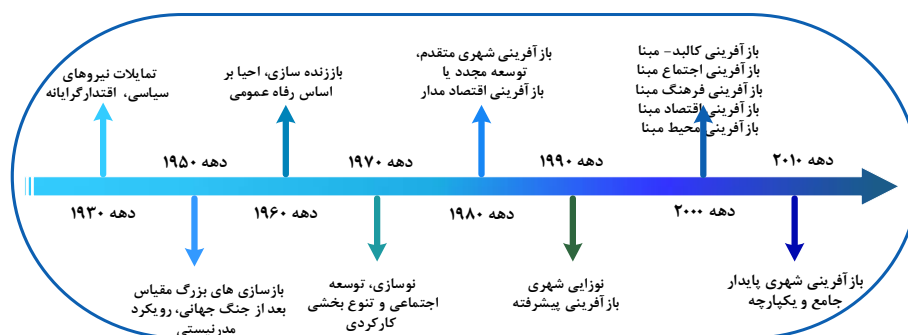 تمایلات نیروهای
سیاسی، اقتدارگرایانه
باززنده سازی، احیا بر
اساس رفاه عمومی
بازآفرینی شهری متقدم،
توسعه مجدد یا
بازآفرینی اقتصاد مدار
بازآفرینی کالبد- مبنا
بازآفرینی اجتماع مبنا
بازآفرینی فرهنگ مبنا
بازآفرینی اقتصاد مبنا
بازآفرینی محیط مبنا
دهه ۱۹۵۰
دهه ۱۹۷۰
دهه ۱۹۹۰
دهه ۲۰۱۰
دهه ۱۹۳۰
دهه ۱۹۶۰
دهه ۱۹۸۰
دهه ۲۰۰۰
بازسازی های بزرگ مقیاس
بعد از جنگ جهانی، رویکرد
مدرنیستی
نوسازی، توسعه
اجتماعی و تنوع بخشی
کارکردی
نوزایی شهری
بازآفرینی پیشرفته
بازآفرینی شهری پایدار
جامع و یکپارچه